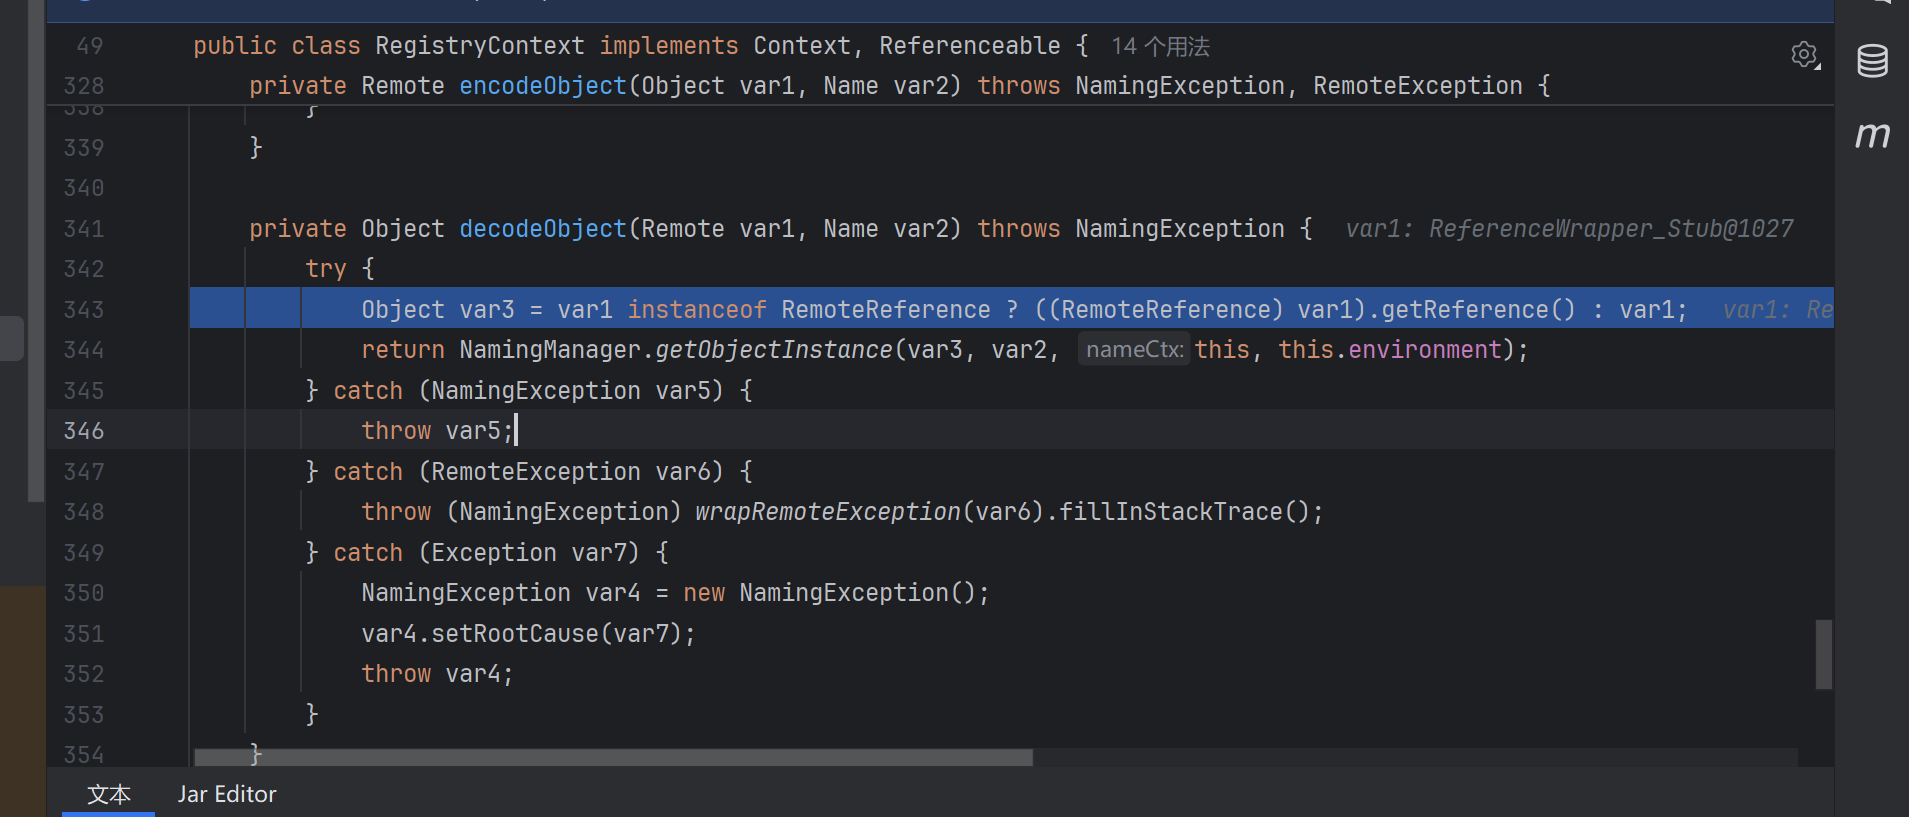 49 public class RegistryContext implements Context, Referenceable { 14 个用法
328 private Remote encodeObject(Object var1, Name var2) throws NamingException, RemoteException {
338 }
339 }
340
341 private Object decodeObject(Remote var1, Name var2) throws NamingException { var1: ReferenceWrapper_Stub@1027
342 try {
343 Object var3 = var1 instanceof RemoteReference ? ((RemoteReference) var1).getReference() : var1; var1: Re
344 return NamingManager.getObjectInstance(var3, var2, nameCtx: this, this.environment);
345 } catch (NamingException var5) {
346 throw var5;
347 } catch (RemoteException var6) {
348 throw (NamingException) wrapRemoteException(var6).fillInStackTrace();
349 } catch (Exception var7) {
350 NamingException var4 = new NamingException();
351 var4.setRootCause(var7);
352 throw var4;
353 }
354 }
m
文本 Jar Editor